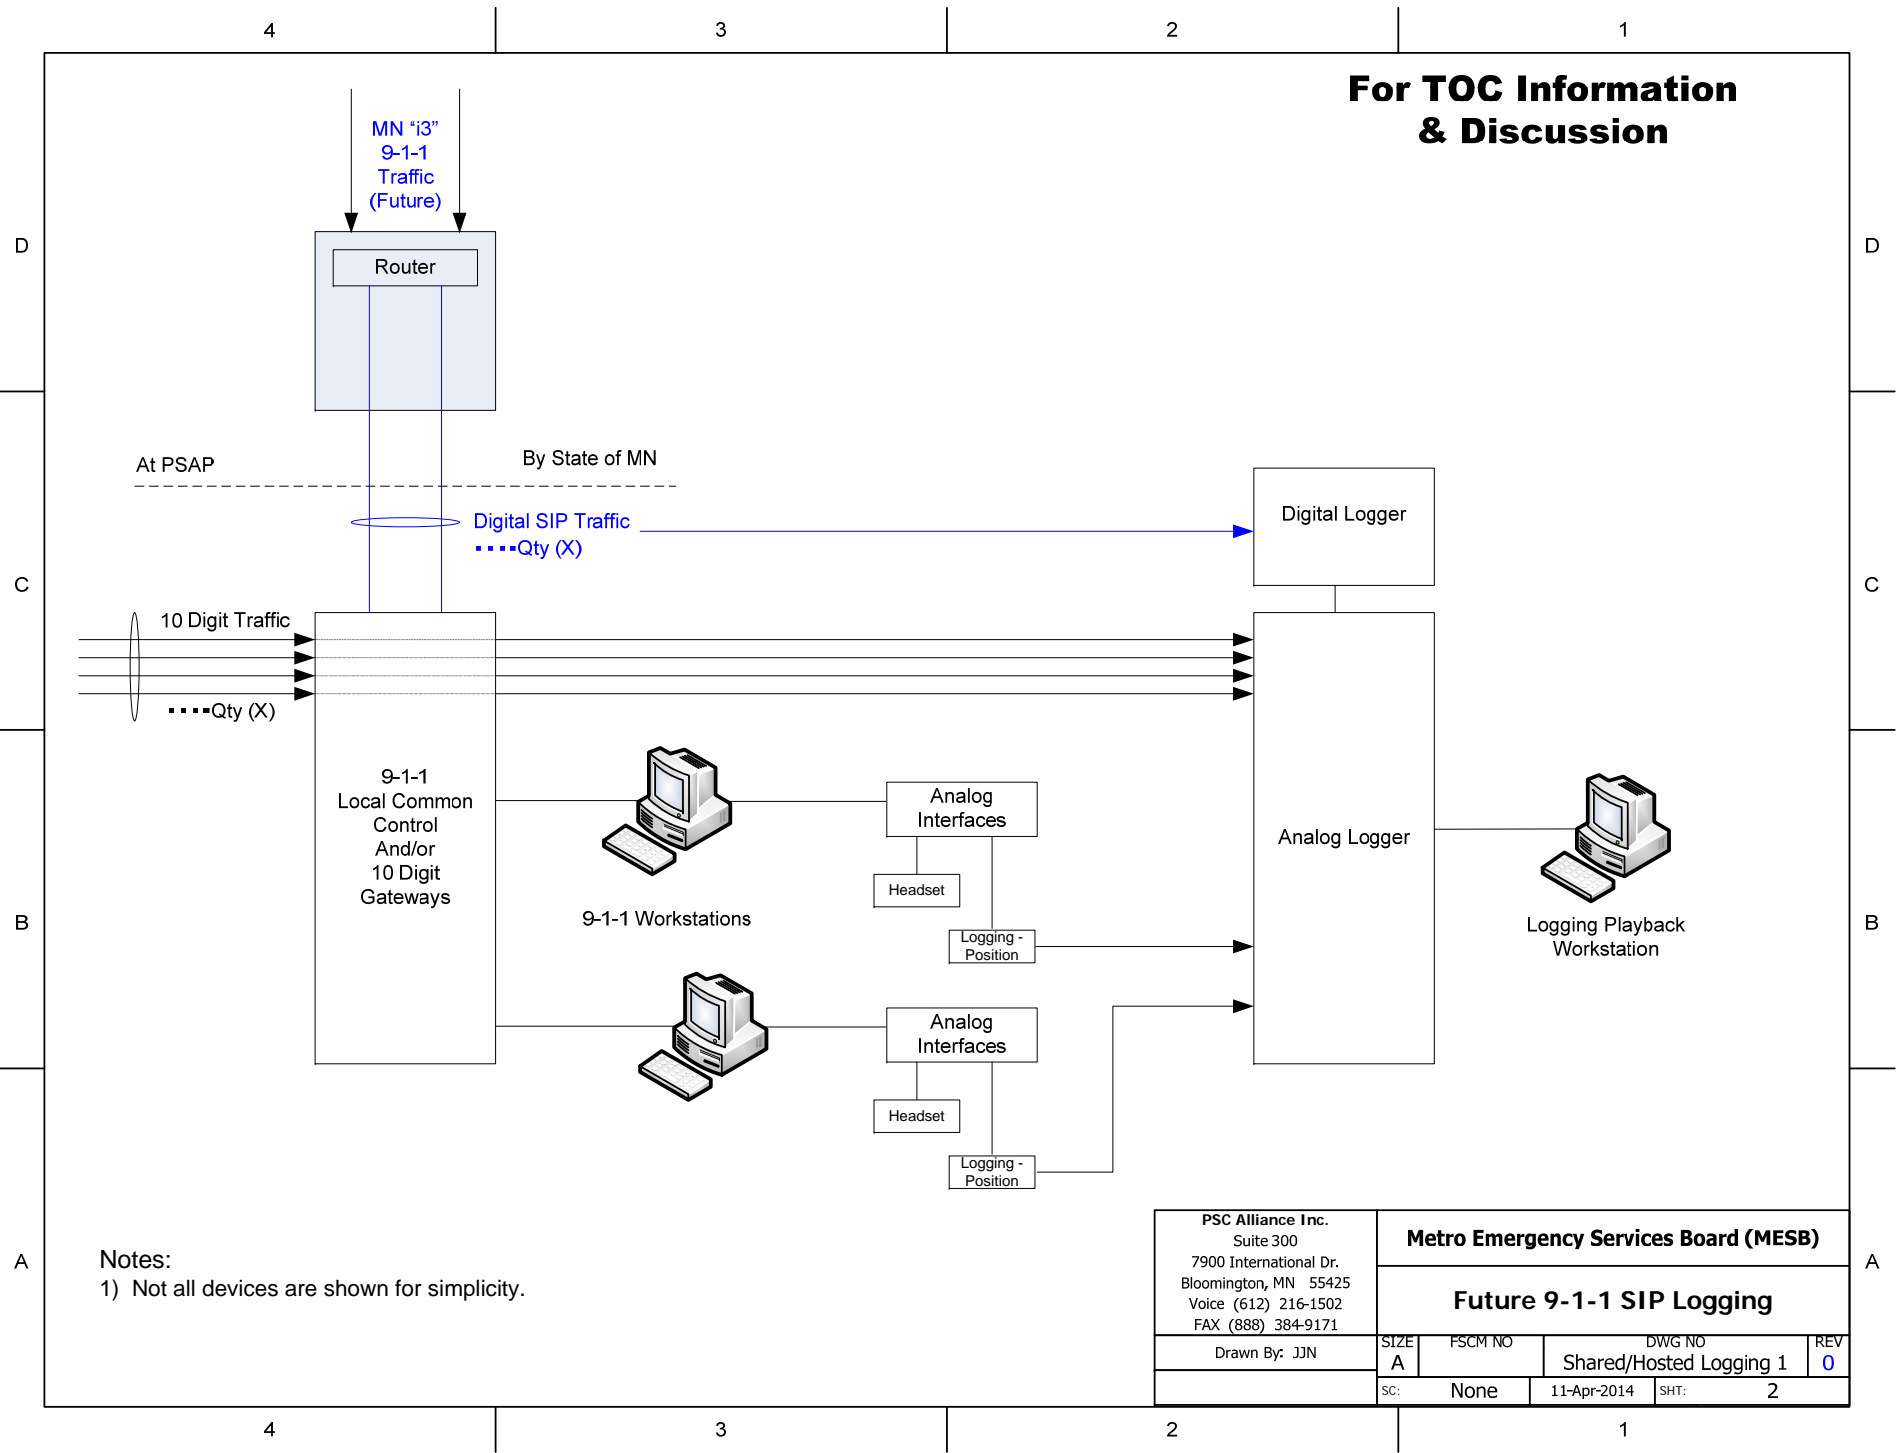 4
3
2
1
For TOC Information
& Discussion
MN “i3”
9-1-1
Traffic
(Future)
D
D
Router
At PSAP
By State of MN
Digital SIP Traffic
Qty (X)
Digital Logger
C
C
10 Digit Traffic
Qty (X)
9-1-1
Local Common
Control
And/or
10 Digit
Gateways
Analog
Interfaces
Headset
9-1-1 Workstations
Logging -
Position
Analog Logger
Logging Playback
Workstation
B
B
Analog
Interfaces
Headset
Logging -
Position
A
A
Notes:
1) Not all devices are shown for simplicity.
PSC Alliance Inc.
Suite 300
7900 International Dr.
Bloomington, MN 55425
Voice (612) 216-1502
FAX (888) 384-9171
Drawn By: JJN
Metro Emergency Services Board (MESB)
Future 9-1-1 SIP Logging
SIZE
A
FSCM NO
DWG NO
Shared/Hosted Logging 1
REV
0
SC: None
11-Apr-2014
SHT: 2
4
3
2
1